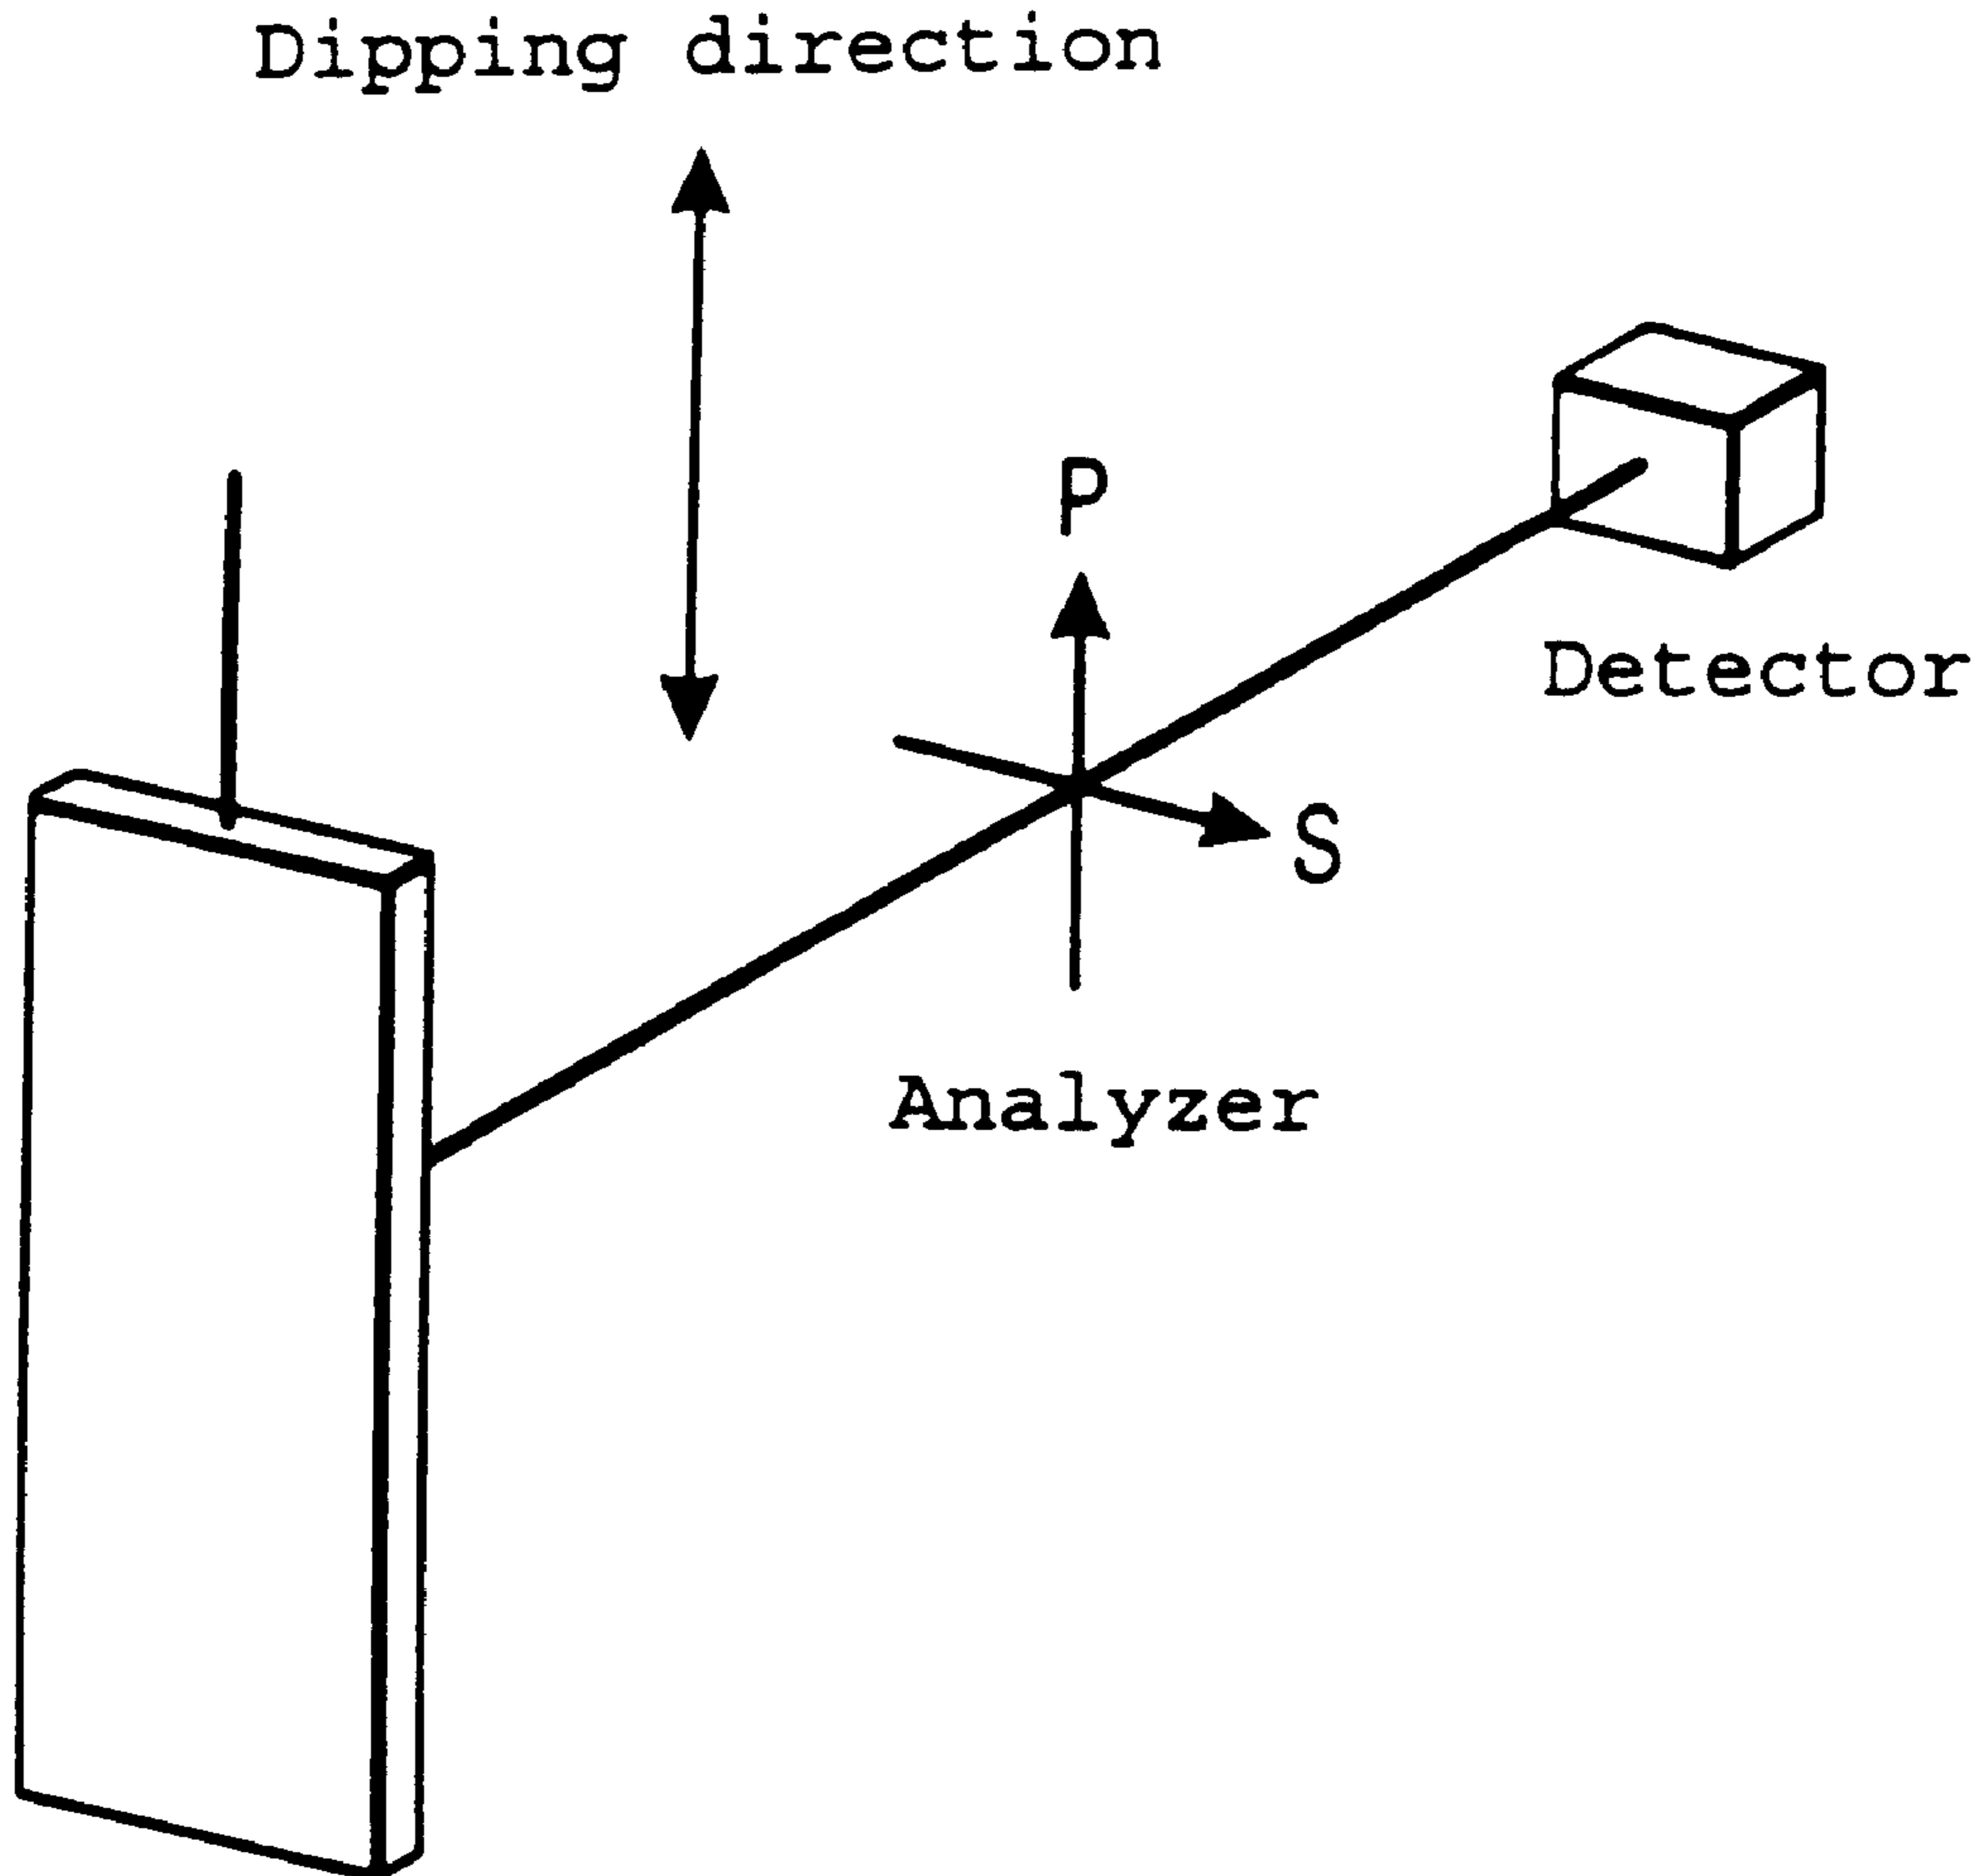 Dipping direction
P
Detector
S
Analyzer